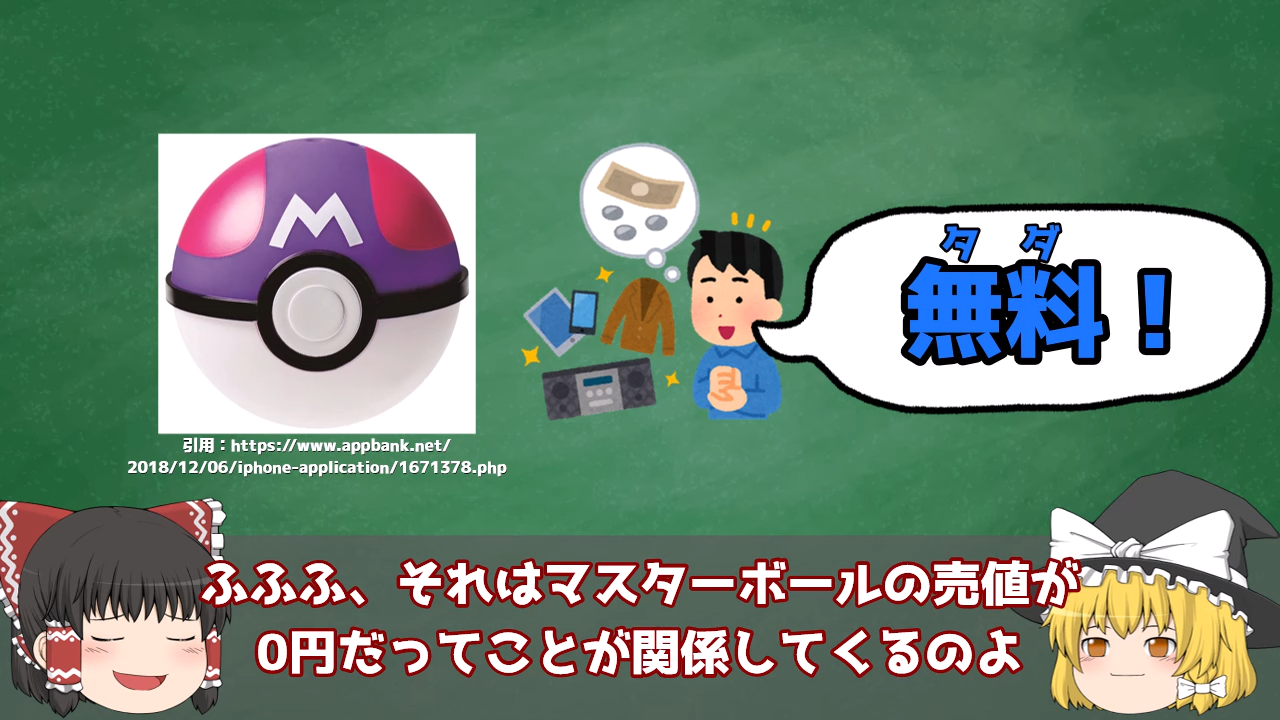 M
引用：https://www.appbank.net/
2018/12/06/iphone-application/1671378.php
タダ
無料！
ふふふ、それはマスターボールの売値が
0円だってことが関係してくるのよ